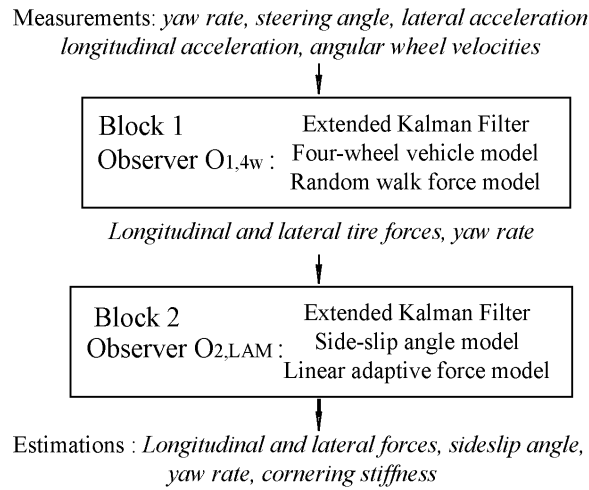 Measurements: yaw rate, steering angle, lateral acceleration
longitudinal acceleration, angular wheel velocities
Block 1
Observer O1,4w :
Extended Kalman Filter
Four-wheel vehicle model
Random walk force model
Longitudinal and lateral tire forces, yaw rate
Block 2
Observer O2,LAM :
Extended Kalman Filter
Side-slip angle model
Linear adaptive force model
Estimations : Longitudinal and lateral forces, sideslip angle,
yaw rate, cornering stiffness